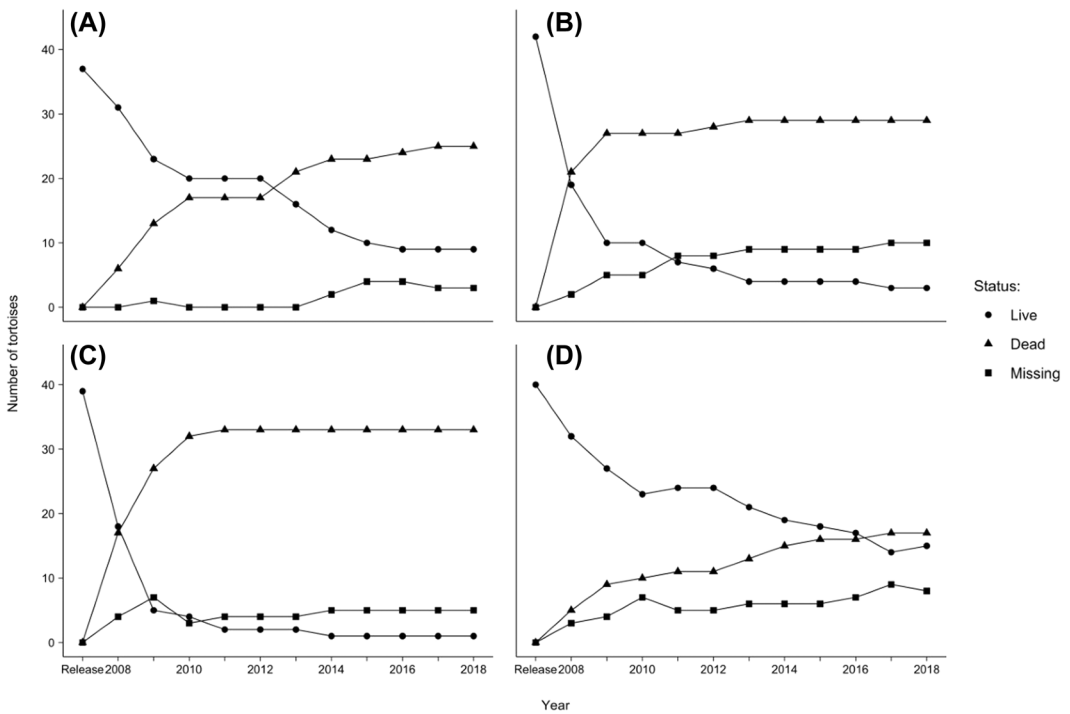 (A)
(B)
40
30
20
10
0
Number of tortoises
Status:
Live
Dead
Missing
(C)
(D)
40
30
20
10
0
Release 2008 2010 2012 2014 2016 2018
Release 2008 2010 2012 2014 2016 2018
Year